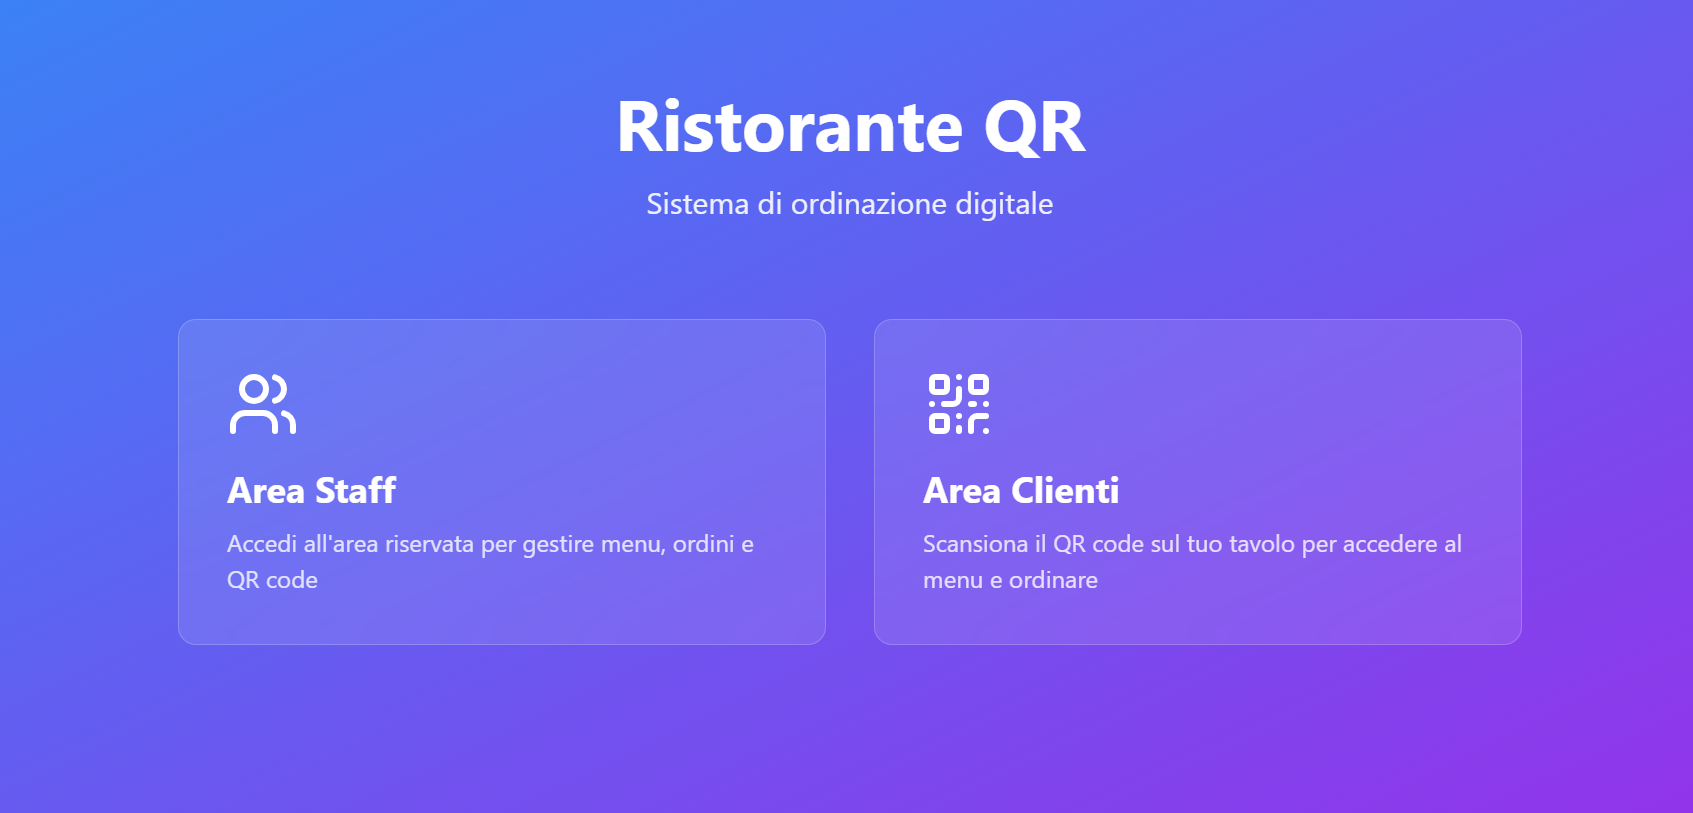 Ristorante QR
Sistema di ordinazione digitale
Area Staff
Accedi all'area riservata per gestire menu, ordini e
QR code
Area Clienti
Scansiona il QR code sul tuo tavolo per accedere al
menu e ordinare